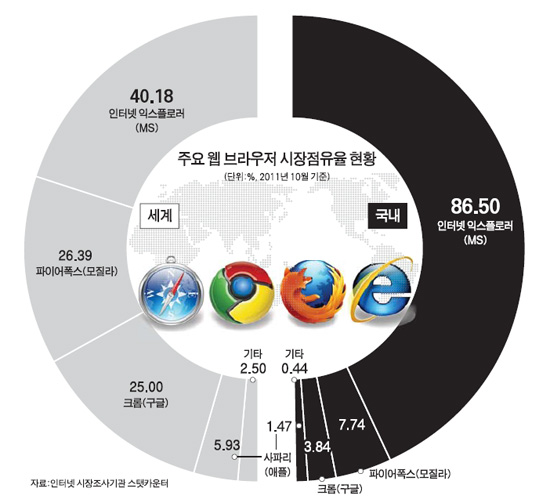 주요 웹 브라우저 시장점유율 현황
(단위:%, 2011년 10월 기준)
세계
국내
40.18
인터넷 익스플로러
(MS)
26.39
파이어폭스(모질라)
25.00
크롬(구글)
5.93
사파리
(애플)
기타
2.50
기타
0.44
1.47
3.84
크롬(구글)
7.74
파이어폭스(모질라)
86.50
인터넷 익스플로러
(MS)
자료:인터넷 시장조사기관 스탯카운터